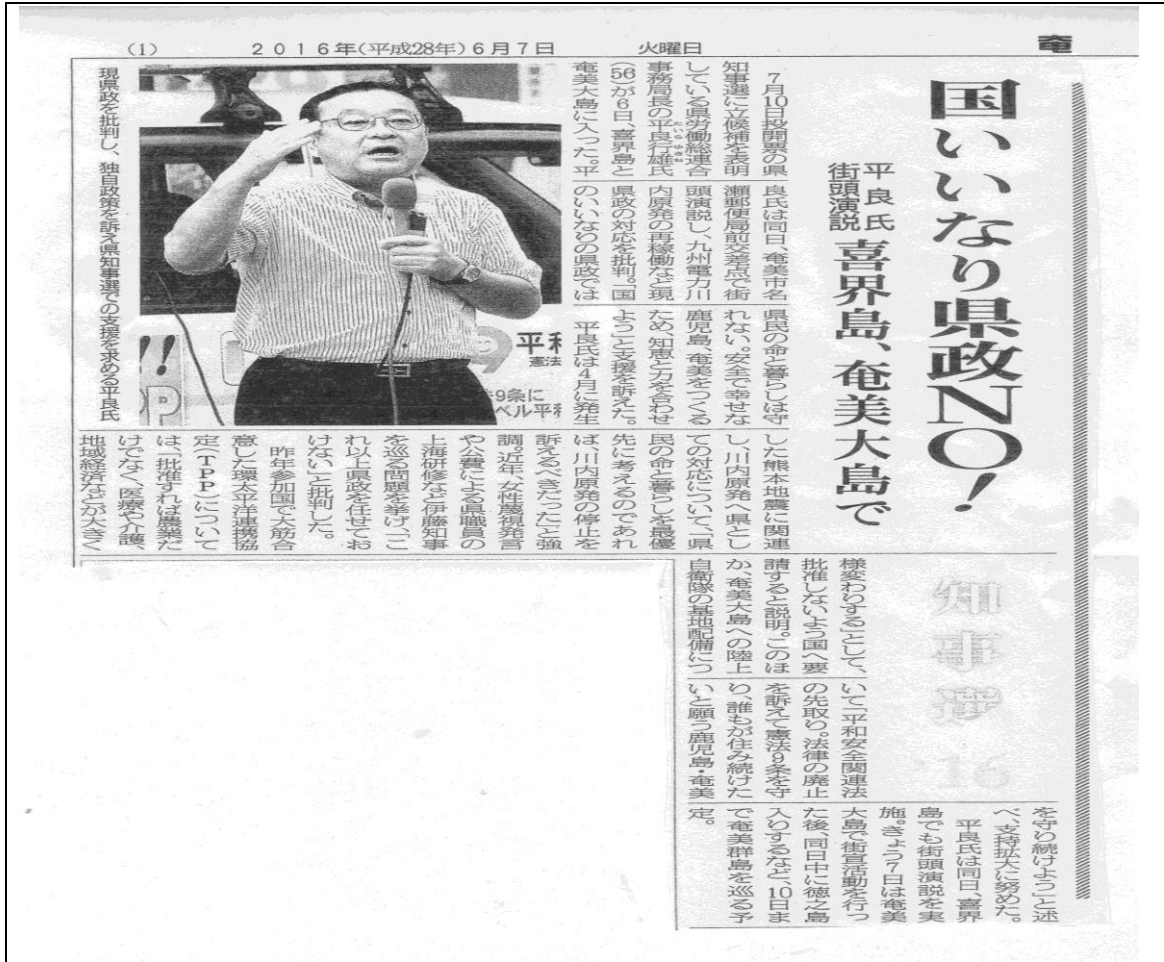 (1) 2016年(平成28年)6月7日 火曜日 奄
国いいなり県政NO!
平良氏
街頭演説
喜界島、奄美大島で
7月10日投開票の県
知事選に立候補を表明
している県労働総連合
事務局長の平良行雄氏
たいら ゆきお
(56)が6日、喜界島と
奄美大島に入った。平
良氏は同日、奄美市名
瀬郵便局前交差点で街
頭演説し、九州電力川
内原発の再稼働など現
県政の対応を批判。「国
のいいなりの県政では
県民の命と暮らしは守
れない。安全で幸せな
鹿児島、奄美をつくる
ため、知恵と力を合わせ
よう」と支援を訴えた。
平良氏は4月に発生
した熊本地震に関連
し、川内原発へ県とし
ての対応について、「県
民の命と暮らしを最優
先に考えるのであれ
ば、川内原発の停止を
訴えるべきだった」と強
調。近年、女性蔑視発言
や公費による県職員の
上海研修など伊藤知事
を巡る問題を挙げ、「こ
れ以上県政を任せてお
けない」と批判した。
昨年参加国で大筋合
意した環太平洋連携協
定(TPP)について
は、「批准すれば農業だ
けでなく、医療や介護、
地域経済などが大きく
様変わりする」として、
批准しないよう国へ要
請すると説明。このほ
か、奄美大島への陸上
自衛隊の基地配備につ
いて「平和安全関連法
の先取り。法律の廃止
を訴えて憲法9条を守
り、誰もが住み続けた
いと願う鹿児島・奄美
を守り続けよう」と述
べ、支持拡大に努めた。
平良氏は同日、喜界
島でも街頭演説を実
施。きょう7日は奄美
大島で街宣活動を行っ
た後、同日中に徳之島
入りするなど、10日ま
で奄美群島を巡る予
定。
知事選'16
現県政を批判し、独自政策を訴え県知事選での支援を求める平良氏
!!
OP
9
平和
憲法
9条に
ベル平和